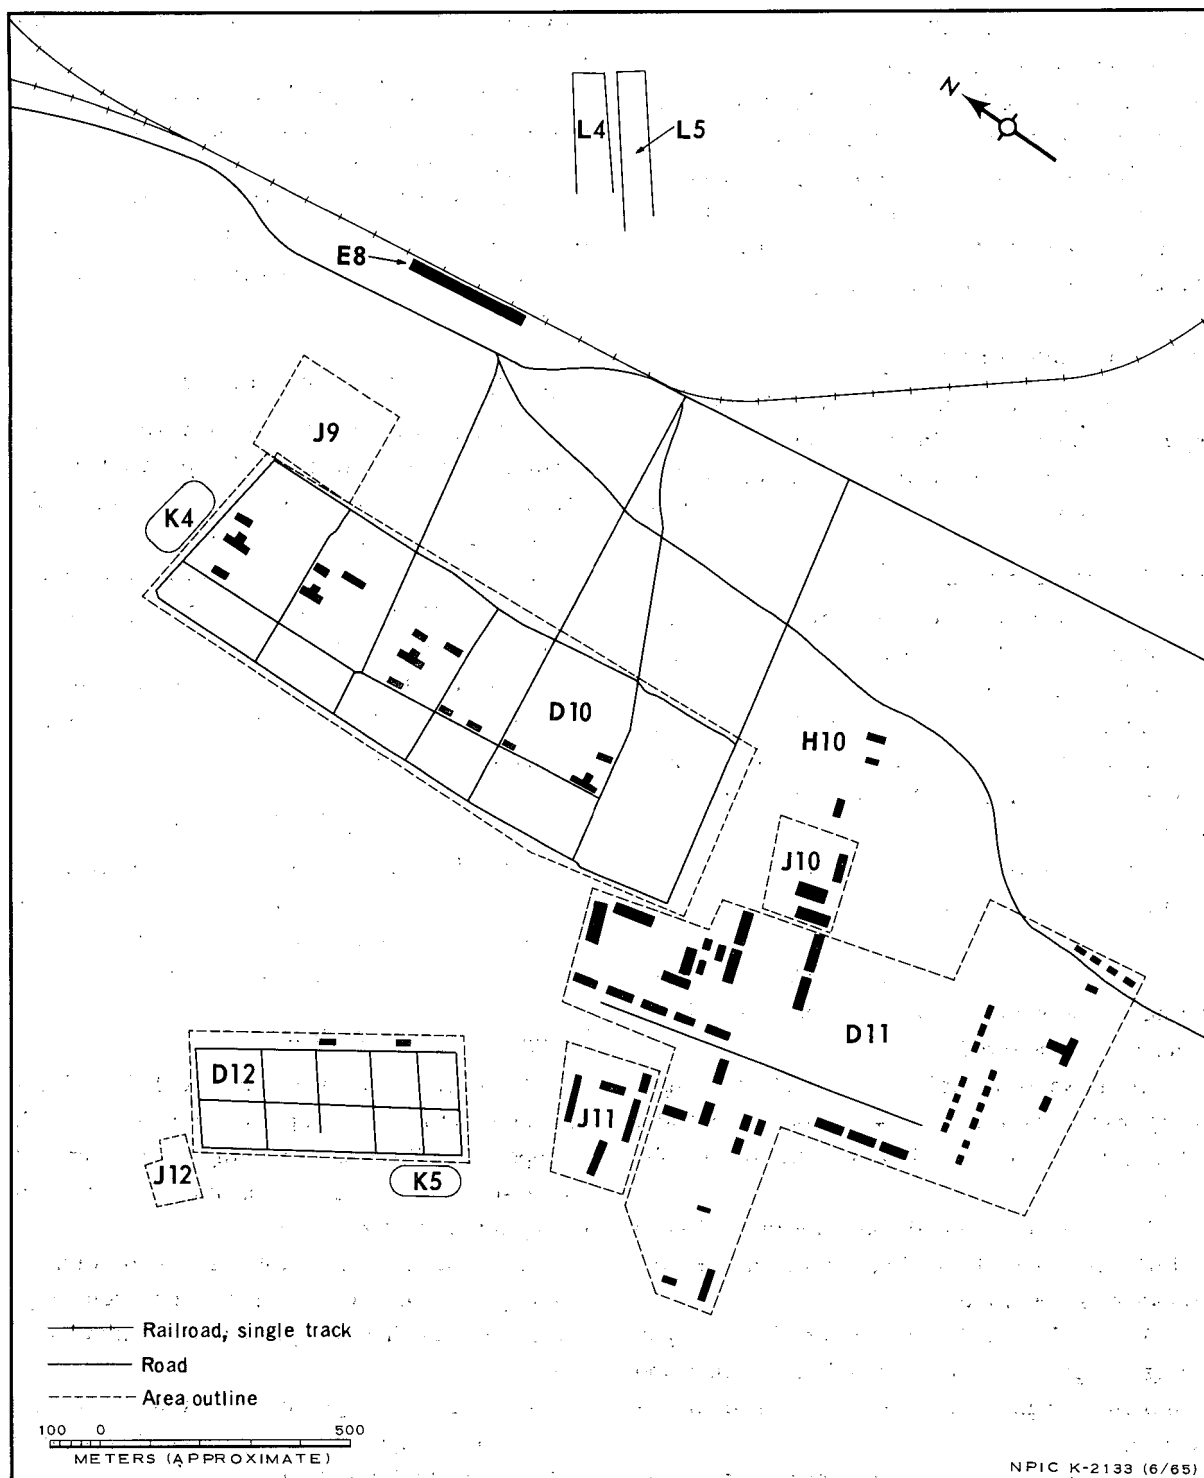 N
L4
L5
E8
J9
K4
D10
H10
J10
D11
D12
J11
J12
K5
Railroad, single track
Road
Area outline
100 0 500
METERS (APPROXIMATE)
NPIC K-2133 (6/65)